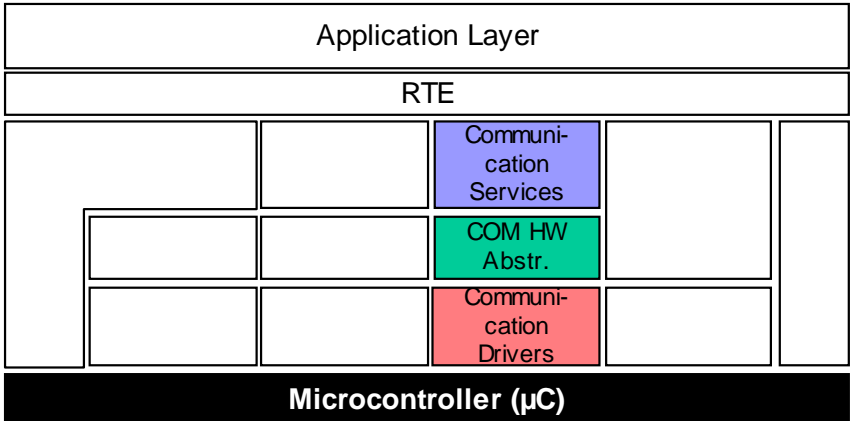 Application Layer
RTE
Communi-
cation
Services
COM HW
Abstr.
Communi-
cation
Drivers
Microcontroller (µC)